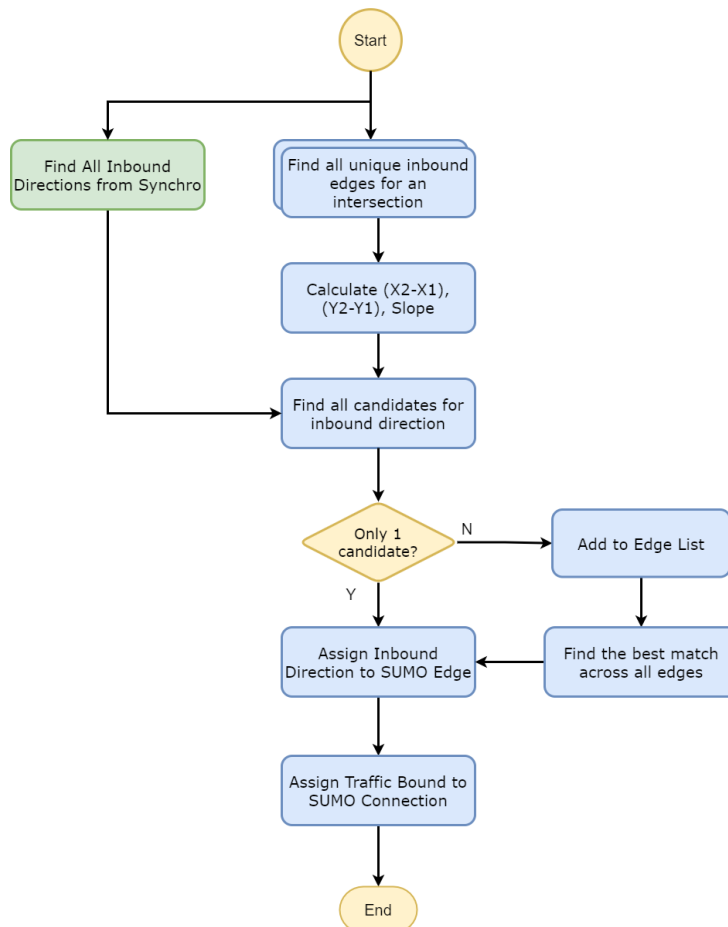 Start
Find All Inbound
Directions from Synchro
Find all unique inbound
edges for an
intersection
Calculate (X2-X1),
(Y2-Y1), Slope
Find all candidates for
inbound direction
Only 1
candidate?
N
Add to Edge List
Y
Assign Inbound
Direction to SUMO Edge
Find the best match
across all edges
Assign Traffic Bound to
SUMO Connection
End